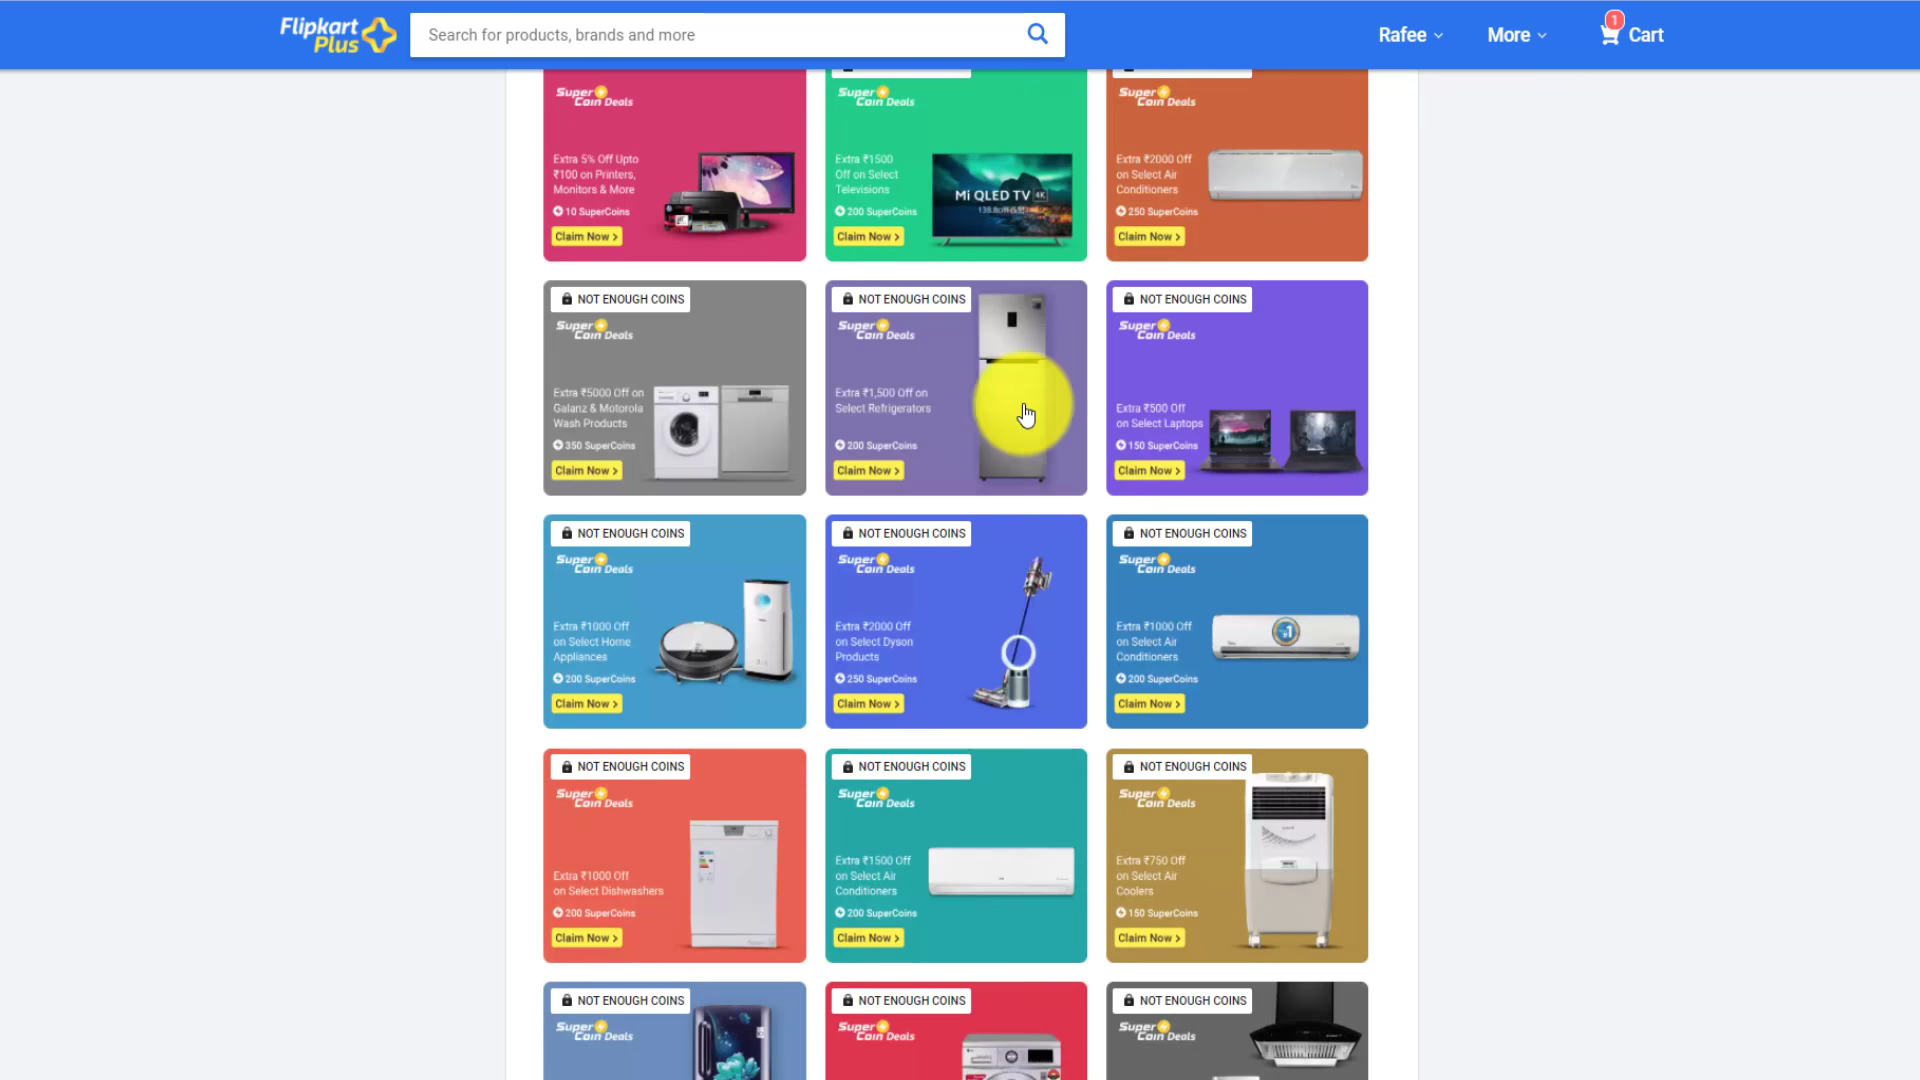 Flipkart
Plus
Search for products, brands and more
Rafee
More
1
Cart
Super
Coin Deals
Extra 5% Off Upto
₹100 on Printers,
Monitors & More
10 SuperCoins
Claim Now >
Super
Coin Deals
Extra ₹1500
Off on Select
Televisions
200 SuperCoins
Claim Now >
Mi QLED TV 4K
Super
Coin Deals
Extra ₹2000 Off
on Select Air
Conditioners
250 SuperCoins
Claim Now >
NOT ENOUGH COINS
Super
Coin Deals
Extra ₹5000 Off on
Galanz & Motorola
Wash Products
350 SuperCoins
Claim Now >
NOT ENOUGH COINS
Super
Coin Deals
Extra ₹1,500 Off on
Select Refrigerators
200 SuperCoins
Claim Now >
NOT ENOUGH COINS
Super
Coin Deals
Extra ₹500 Off
on Select Laptops
150 SuperCoins
Claim Now >
NOT ENOUGH COINS
Super
Coin Deals
Extra ₹1000 Off
on Select Home
Appliances
200 SuperCoins
Claim Now >
NOT ENOUGH COINS
Super
Coin Deals
Extra ₹2000 Off
on Select Dyson
Products
250 SuperCoins
Claim Now >
NOT ENOUGH COINS
Super
Coin Deals
Extra ₹1000 Off
on Select Air
Conditioners
200 SuperCoins
Claim Now >
NOT ENOUGH COINS
Super
Coin Deals
Extra ₹1000 Off
on Select Dishwashers
200 SuperCoins
Claim Now >
NOT ENOUGH COINS
Super
Coin Deals
Extra ₹1500 Off
on Select Air
Conditioners
200 SuperCoins
Claim Now >
NOT ENOUGH COINS
Super
Coin Deals
Extra ₹750 Off
on Select Air
Coolers
150 SuperCoins
Claim Now >
NOT ENOUGH COINS
Super
Coin Deals
NOT ENOUGH COINS
Super
Coin Deals
NOT ENOUGH COINS
Super
Coin Deals